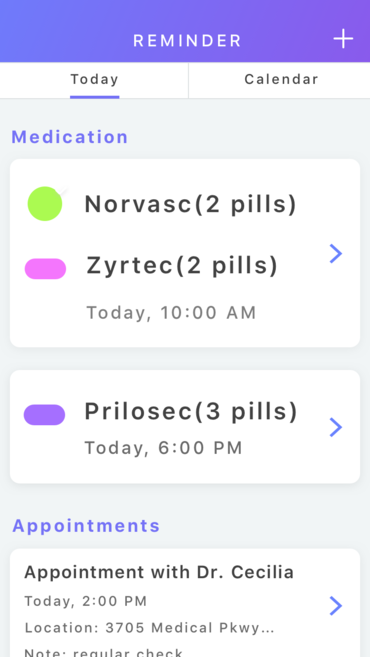 REMINDER
Today
Calendar
Medication
Norvasc(2 pills)
Zyrtec(2 pills)
Today, 10:00 AM
Prilosec(3 pills)
Today, 6:00 PM
Appointments
Appointment with Dr. Cecilia
Today, 2:00 PM
Location: 3705 Medical Pkwy...
Note: regular check